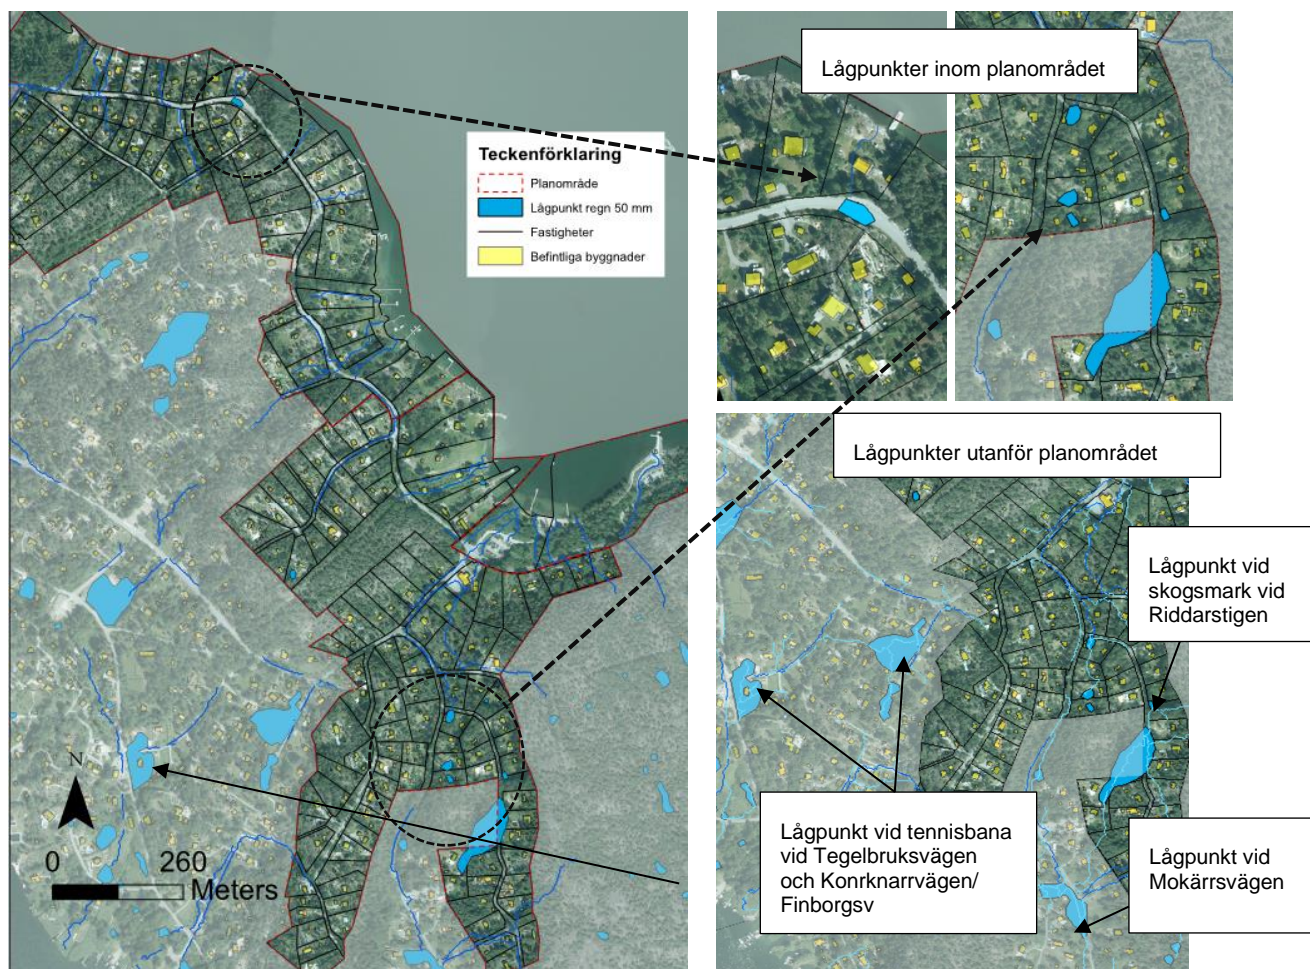 Teckenförklaring
Planområde
Lågpunkt regn 50 mm
Fastigheter
Befintliga byggnader
N
0 260
Meters
Lågpunkter inom planområdet
Lågpunkter utanför planområdet
Lågpunkt vid
skogsmark vid
Riddarstigen
Lågpunkt vid tennisbana
vid Tegelbruksvägen
och Konrknarrvägen/
Finborgsv
Lågpunkt vid
Mokärrsvägen